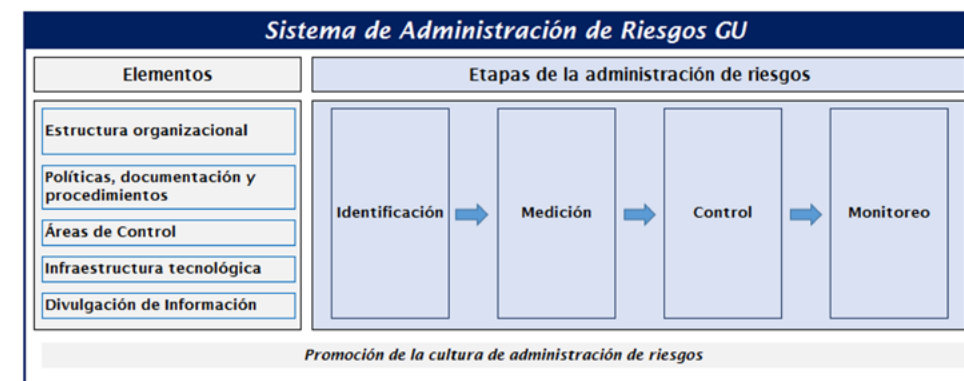 Sistema de Administración de Riesgos GU
Elementos
Etapas de la administración de riesgos
Estructura organizacional
Políticas, documentación y
procedimientos
Áreas de Control
Infraestructura tecnológica
Divulgación de Información
Identificación
Medición
Control
Monitoreo
Promoción de la cultura de administración de riesgos